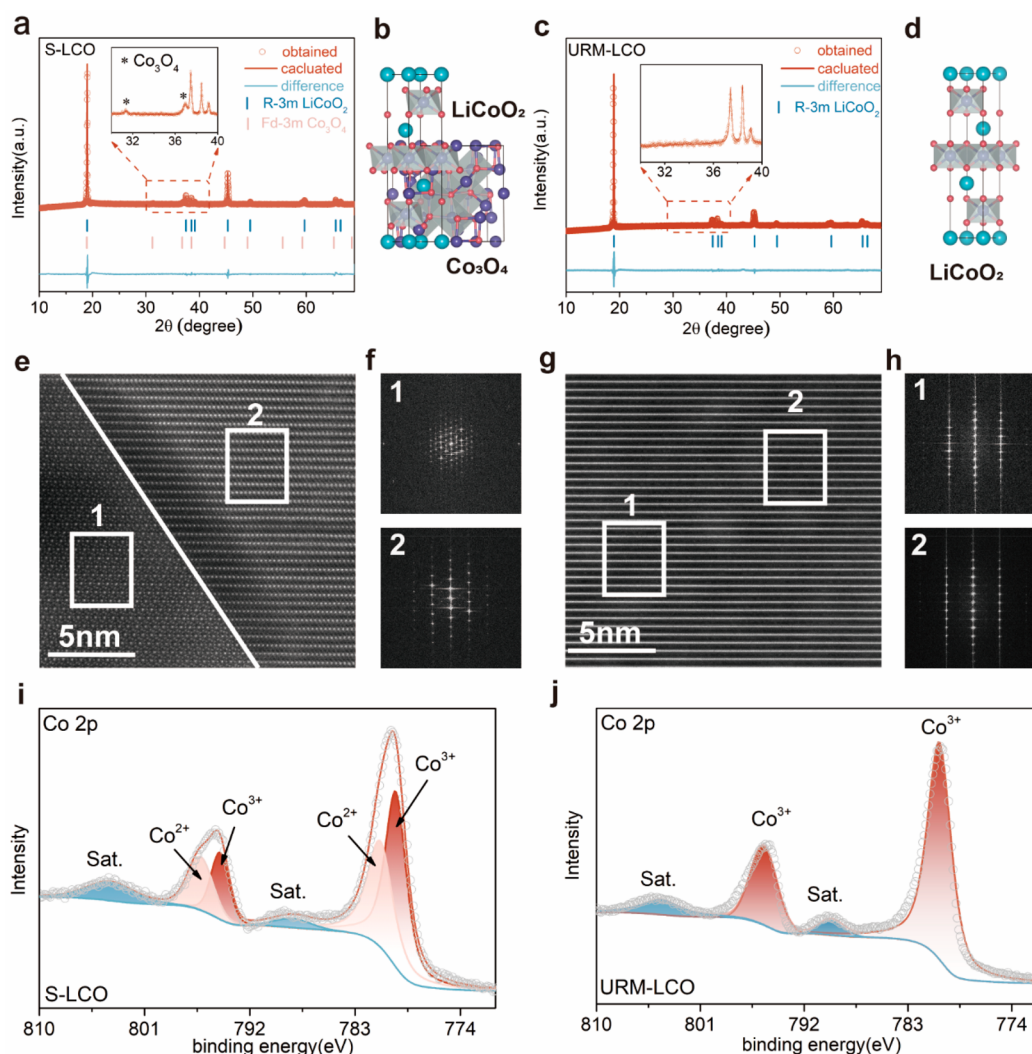 a
S-LCO
* Co₃O₄
*
*
32 36 40
obtained
cacluated
difference
R-3m LiCoO₂
Fd-3m Co₃O₄
Intensity(a.u.)
10 20 30 40 50 60
2θ (degree)
b
LiCoO₂
Co₃O₄
c
URM-LCO
32 36 40
obtained
cacluated
difference
R-3m LiCoO₂
Intensity(a.u.)
10 20 30 40 50 60
2θ (degree)
d
LiCoO₂
e
2
1
5nm
f
1
2
g
2
1
5nm
h
1
2
i
Co 2p
Co³⁺
Co²⁺
Co³⁺
Co²⁺
Sat.
Sat.
Intensity
S-LCO
810 801 792 783 774
binding energy(eV)
j
Co 2p
Co³⁺
Co³⁺
Sat.
Sat.
Intensity
URM-LCO
810 801 792 783 774
binding energy(eV)